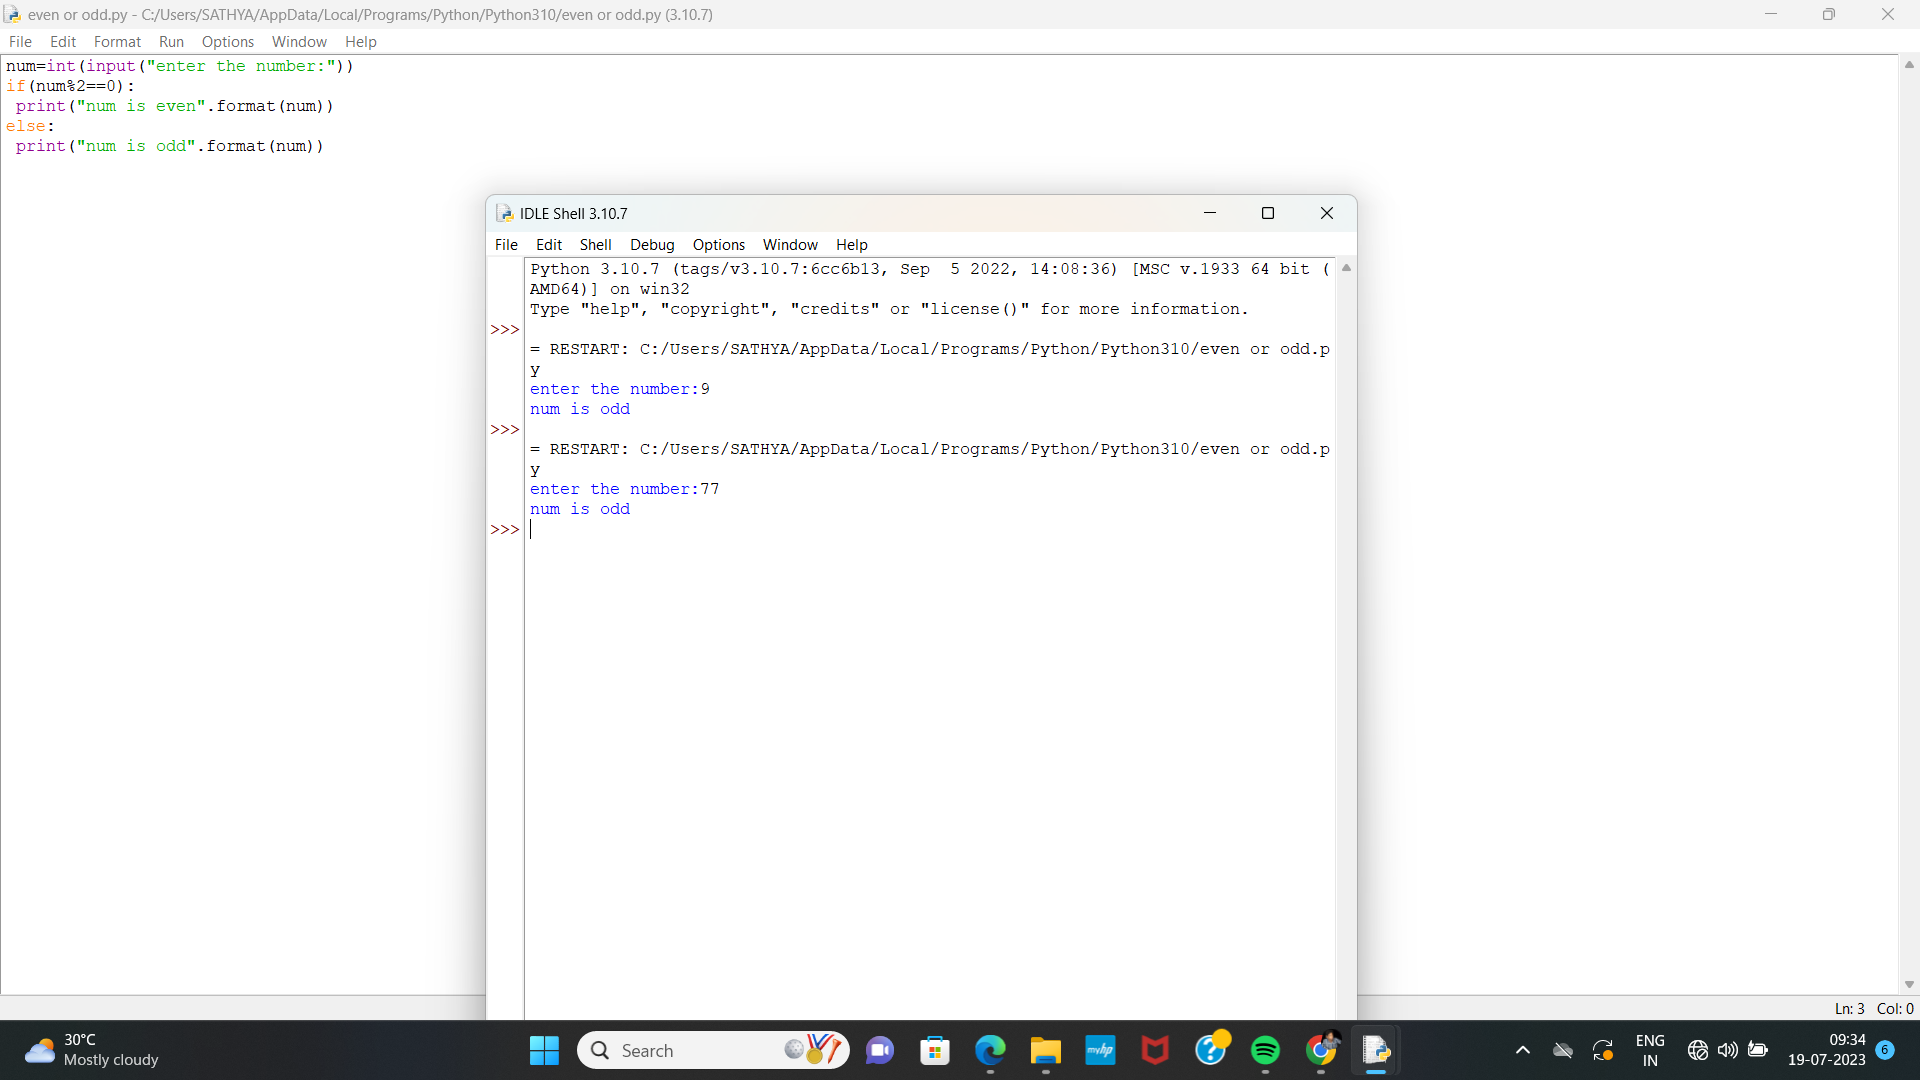 even or odd.py - C:/Users/SATHYA/AppData/Local/Programs/Python/Python310/even or odd.py (3.10.7)
File Edit Format Run Options Window Help
num=int(input("enter the number:"))
if(num%2==0):
 print("num is even".format(num))
else:
 print("num is odd".format(num))
IDLE Shell 3.10.7
File Edit Shell Debug Options Window Help
Python 3.10.7 (tags/v3.10.7:6cc6b13, Sep  5 2022, 14:08:36) [MSC v.1933 64 bit (
AMD64)] on win32
Type "help", "copyright", "credits" or "license()" for more information.
>>>
= RESTART: C:/Users/SATHYA/AppData/Local/Programs/Python/Python310/even or odd.p
y
enter the number:9
num is odd
>>>
= RESTART: C:/Users/SATHYA/AppData/Local/Programs/Python/Python310/even or odd.p
y
enter the number:77
num is odd
>>>
Ln: 3 Col: 0
30°C
Mostly cloudy
Search
myhp
ENG
IN
09:34
19-07-2023
6